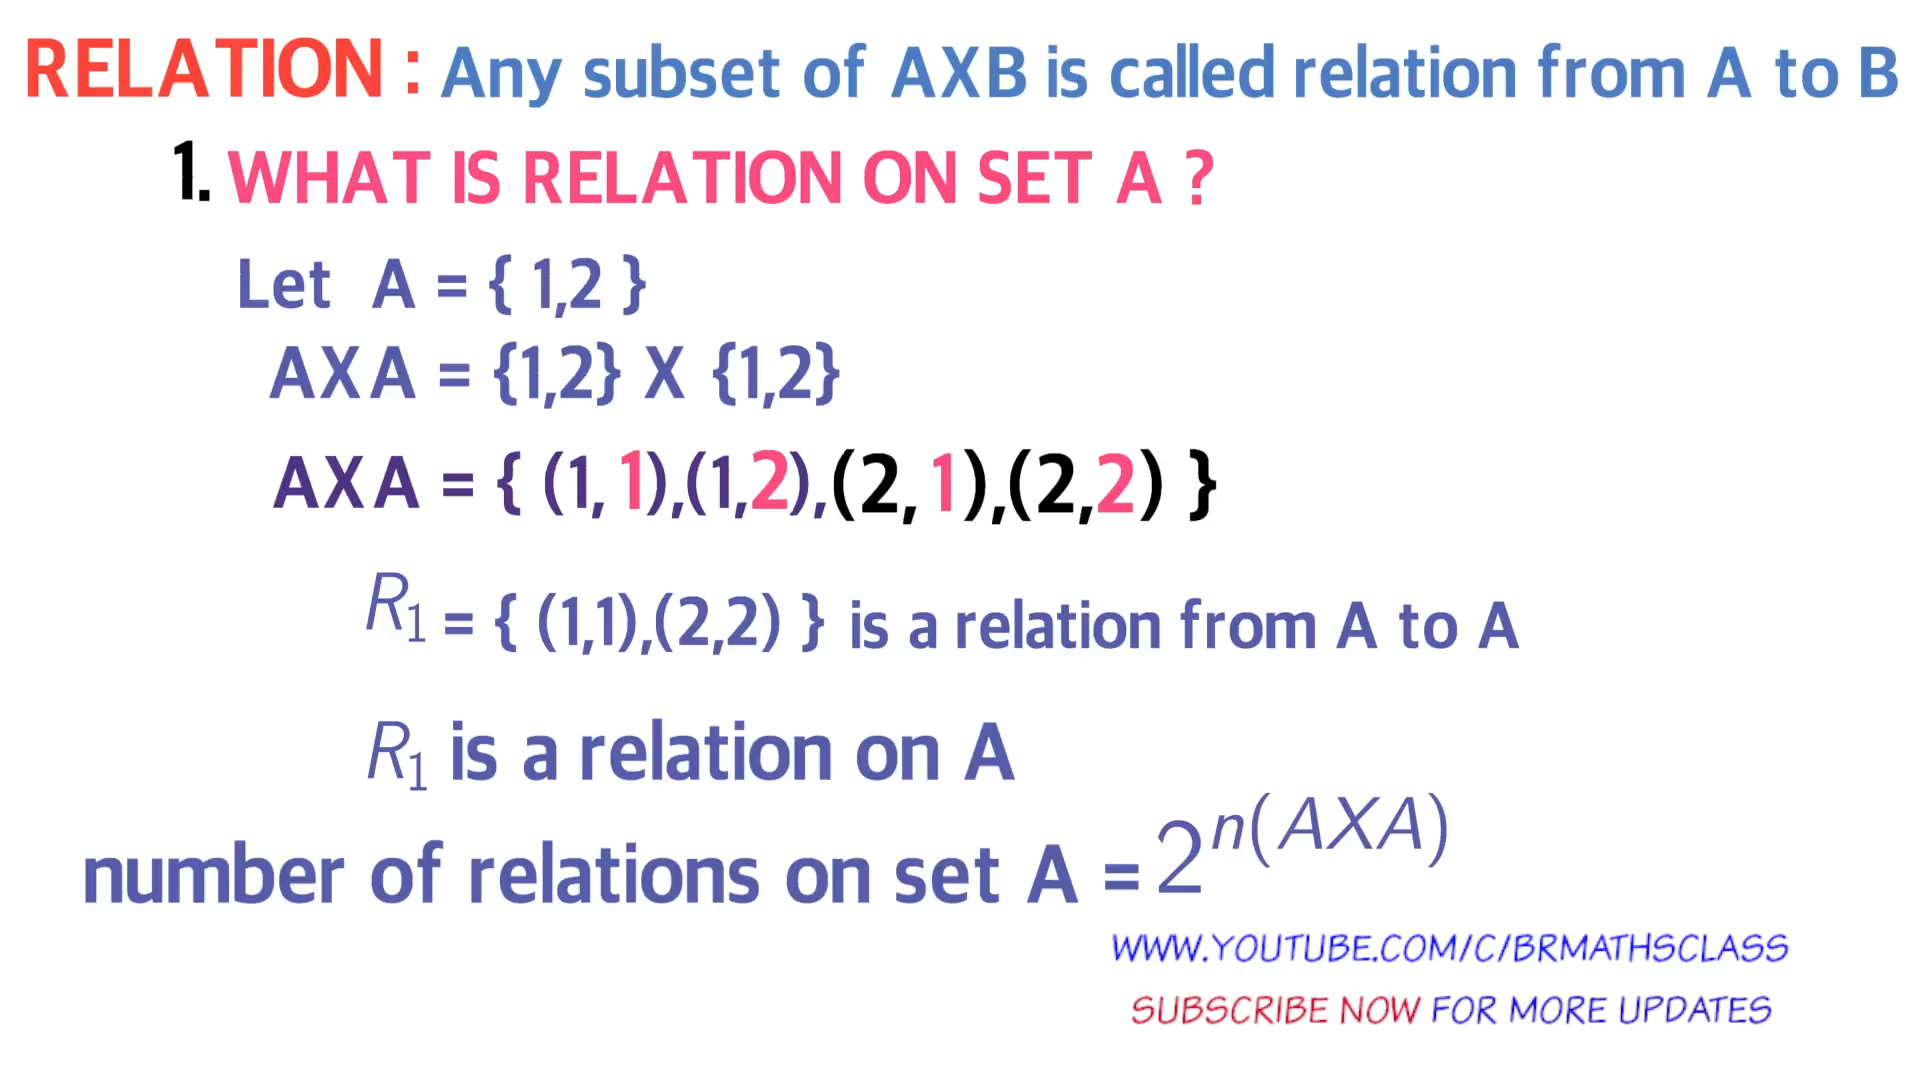 RELATION : Any subset of AXB is called relation from A to B
1. WHAT IS RELATION ON SET A ?
Let A = { 1,2 }
AXA = {1,2} X {1,2}
AXA = { (1,1),(1,2),(2,1),(2,2) }
R₁ = { (1,1),(2,2) } is a relation from A to A
R₁ is a relation on A
number of relations on set A = 2^n(AXA)
WWW.YOUTUBE.COM/C/BRMATHSCLASS
SUBSCRIBE NOW FOR MORE UPDATES